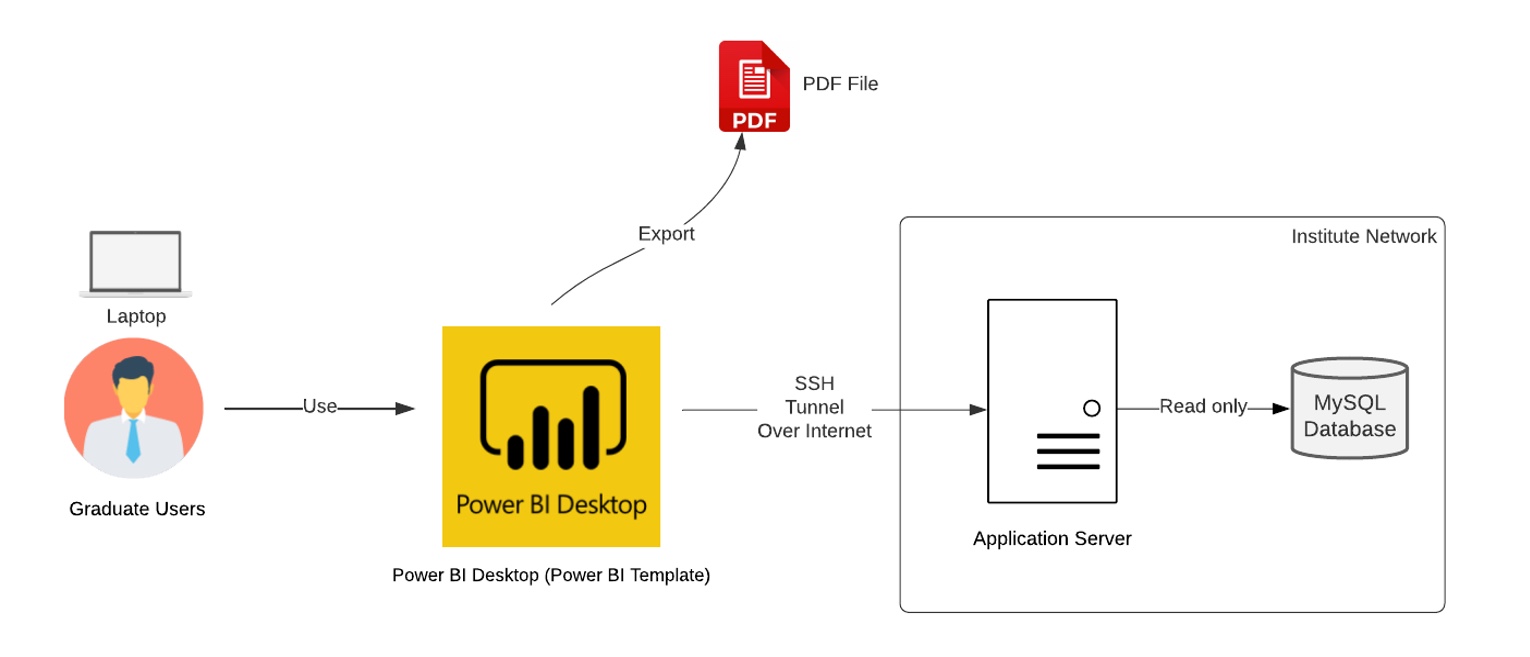 PDF
PDF File
Export
Institute Network
Laptop
Use
SSH
Tunnel
Over Internet
Read only
MySQL
Database
Power BI Desktop
Graduate Users
Application Server
Power BI Desktop (Power BI Template)